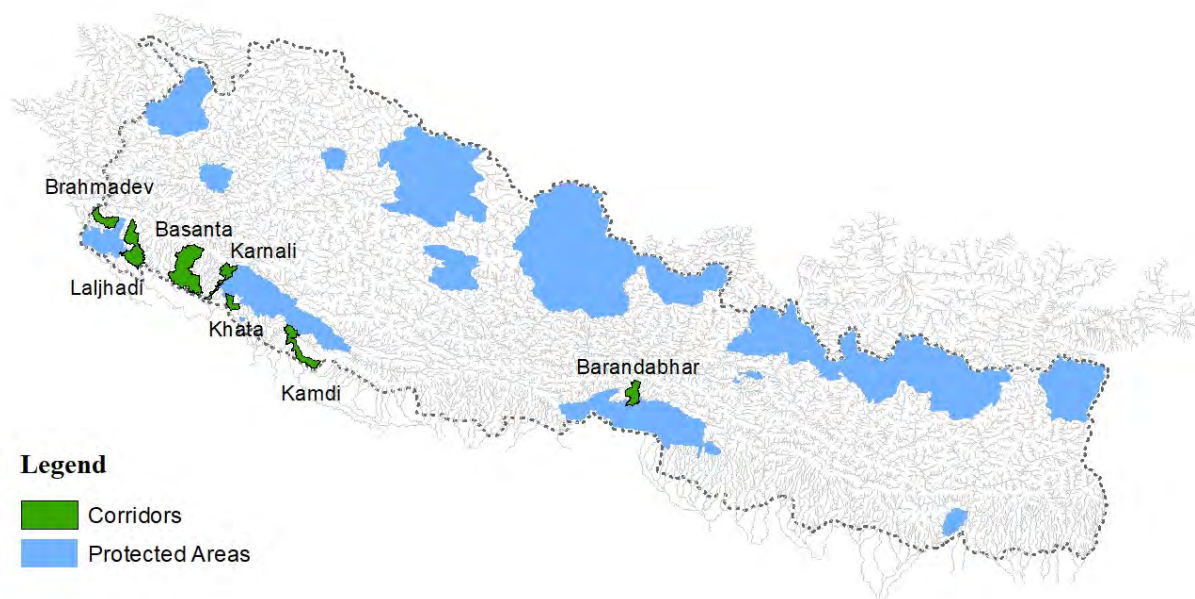 Brahmadev
Basanta
Karnali
Laljhadi
Khata
Kamdi
Barandabhar
Legend
Corridors
Protected Areas